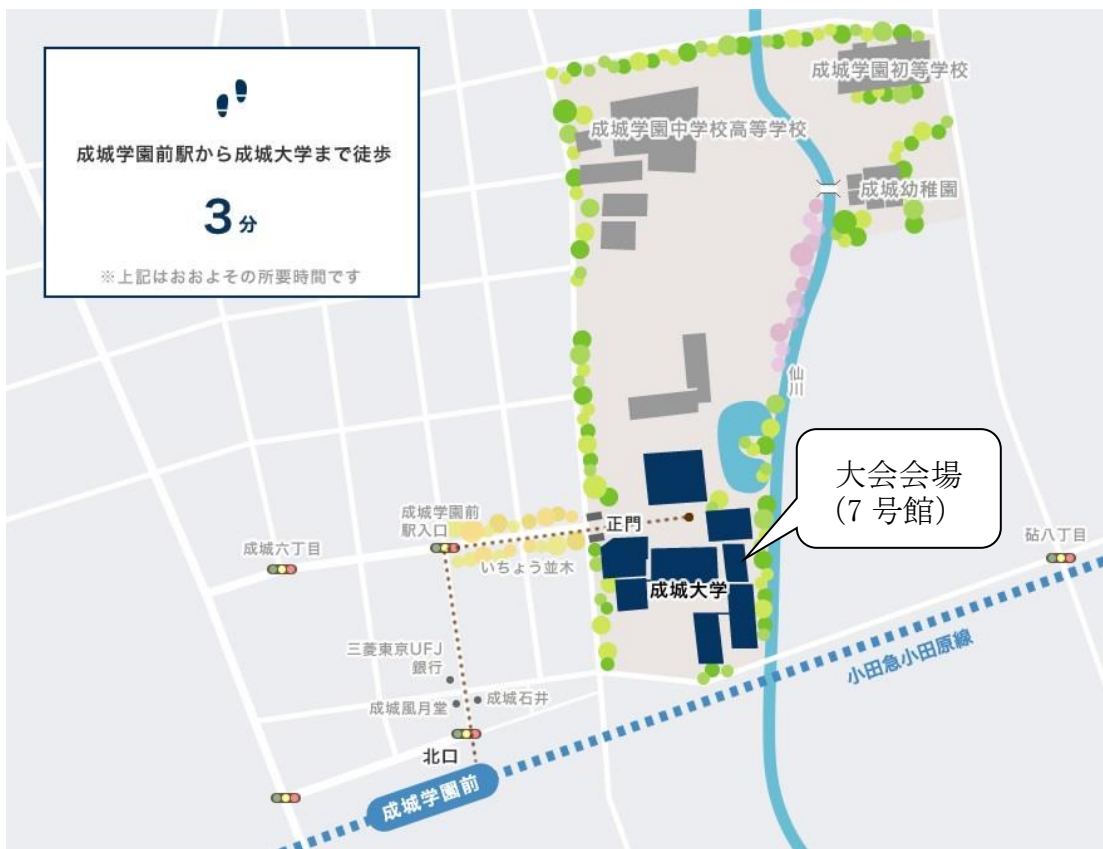 成城学園前駅から成城大学まで徒歩
3分
※上記はおおよその所要時間です
成城学園初等学校
成城学園中学校高等学校
成城幼稚園
仙川
大会会場
(7 号館)
成城学園前
駅入口
正門
成城六丁目
いちょう並木
砧八丁目
成城大学
三菱東京UFJ
銀行
成城石井
成城風月堂
小田急小田原線
北口
成城学園前